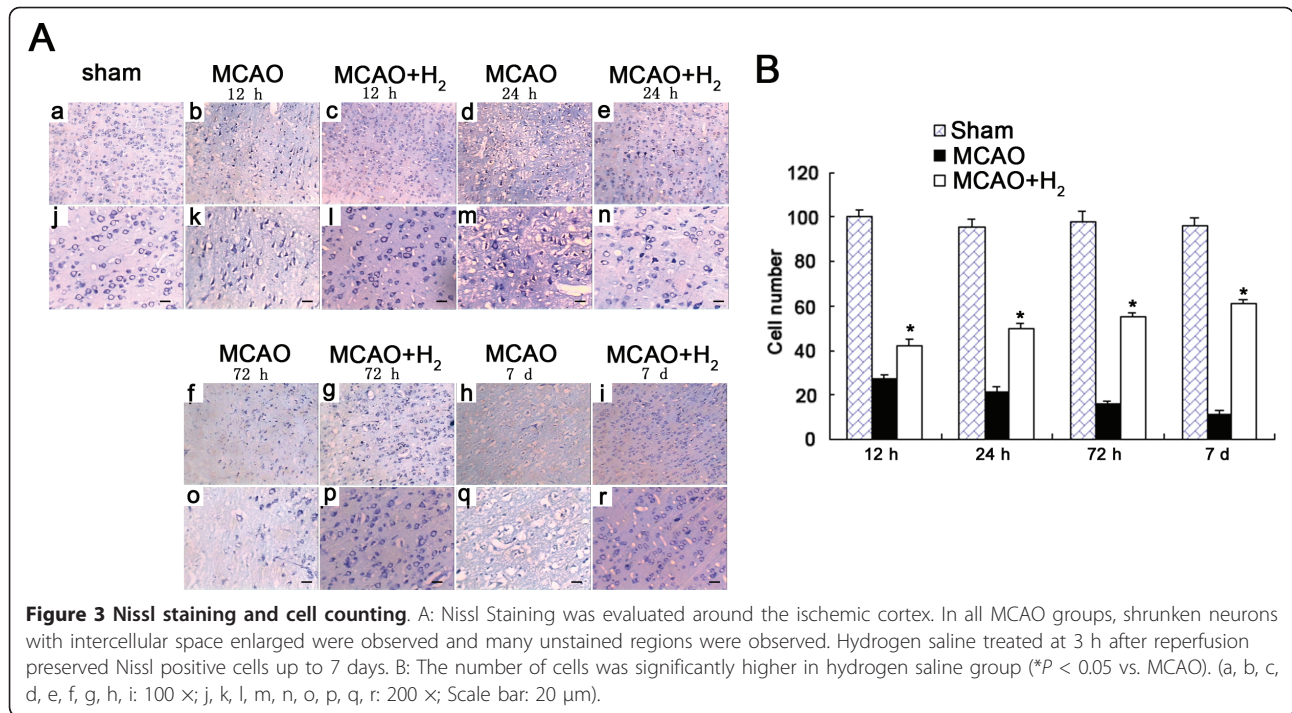 A
sham MCAO MCAO+H₂ MCAO MCAO+H₂
12 h 12 h 24 h 24 h
a b c d e
j k l m n
MCAO MCAO+H₂ MCAO MCAO+H₂
72 h 72 h 7 d 7 d
f g h i
o p q r
B
Sham
MCAO
MCAO+H₂
120
100
80
60
40
20
0
Cell number
* * * *
12 h 24 h 72 h 7 d
Figure 3 Nissl staining and cell counting. A: Nissl Staining was evaluated around the ischemic cortex. In all MCAO groups, shrunken neurons
with intercellular space enlarged were observed and many unstained regions were observed. Hydrogen saline treated at 3 h after reperfusion
preserved Nissl positive cells up to 7 days. B: The number of cells was significantly higher in hydrogen saline group (*P < 0.05 vs. MCAO). (a, b, c,
d, e, f, g, h, i: 100 ×; j, k, l, m, n, o, p, q, r: 200 ×; Scale bar: 20 μm).